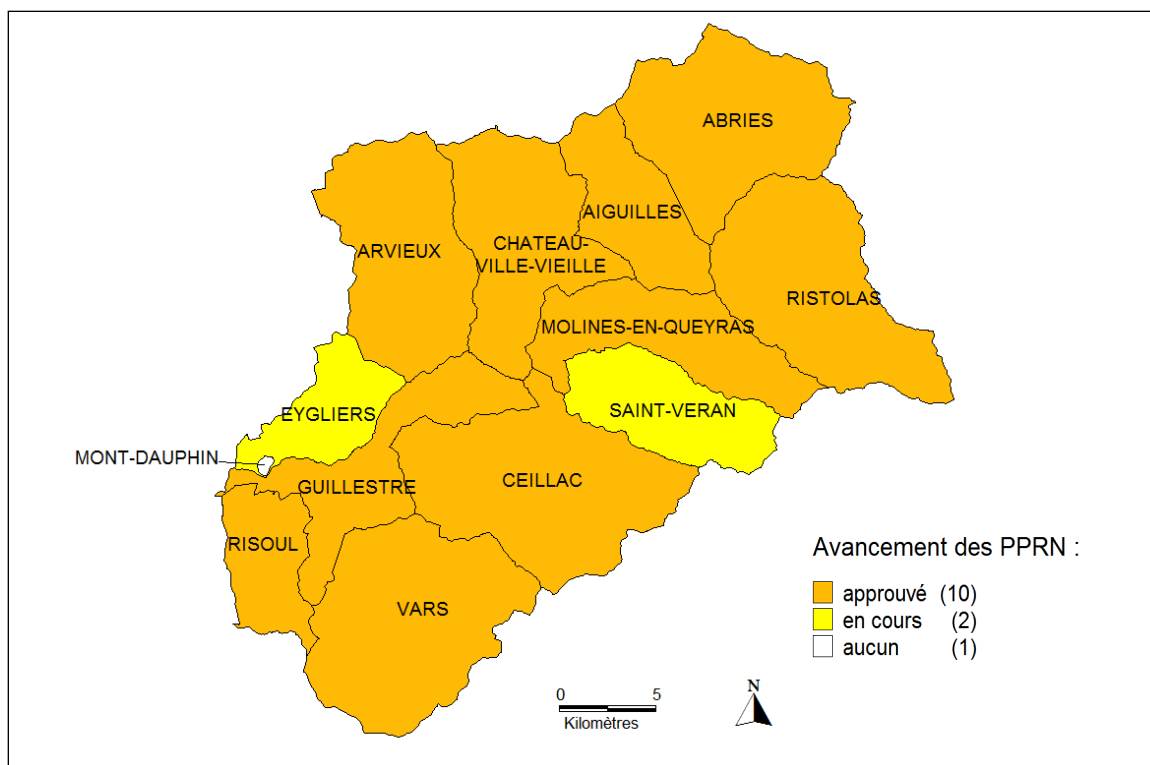 ABRIES
AIGUILLES
ARVIEUX
CHATEAU-
VILLE-VIEILLE
RISTOLAS
MOLINES-EN-QUEYRAS
EYGLIERS
SAINT-VERAN
MONT-DAUPHIN
GUILLESTRE
CEILLAC
RISOUL
VARS
Avancement des PPRN :
approuvé (10)
en cours (2)
aucun (1)
0 5
Kilomètres
N